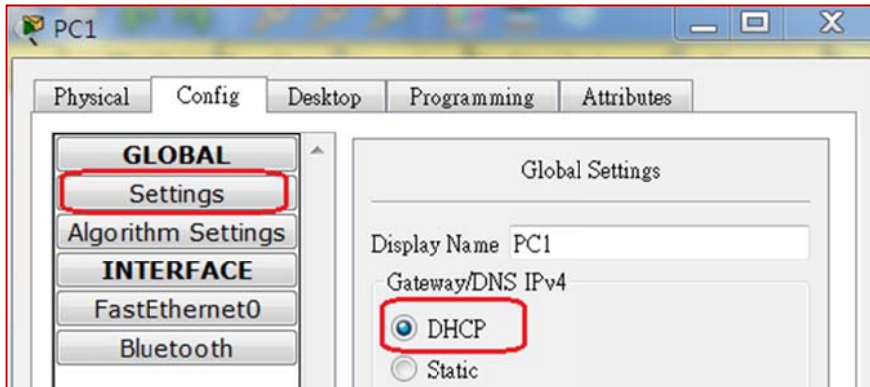 PC1
Physical Config Desktop Programming Attributes
GLOBAL
Settings
Algorithm Settings
INTERFACE
FastEthernet0
Bluetooth
Global Settings
Display Name PC1
Gateway/DNS IPv4
DHCP
Static